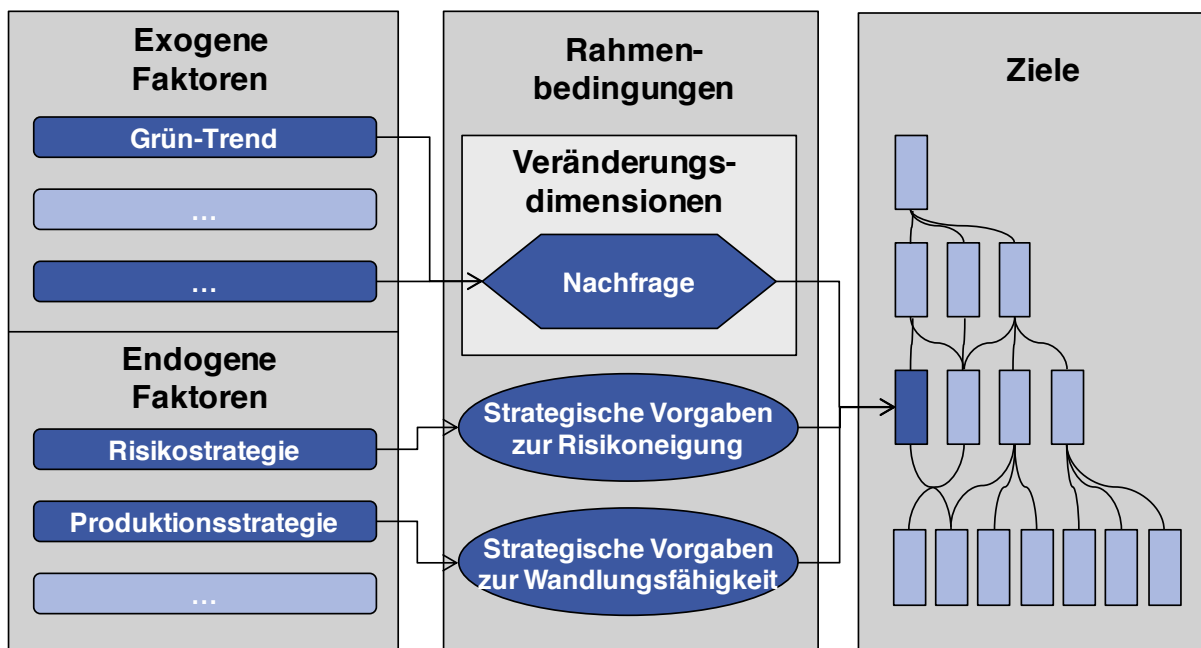 Exogene
Faktoren
Grün-Trend
...
...
Endogene
Faktoren
Risikostrategie
Produktionsstrategie
...
Rahmen-
bedingungen
Veränderungs-
dimensionen
Nachfrage
Strategische Vorgaben
zur Risikoneigung
Strategische Vorgaben
zur Wandlungsfähigkeit
Ziele